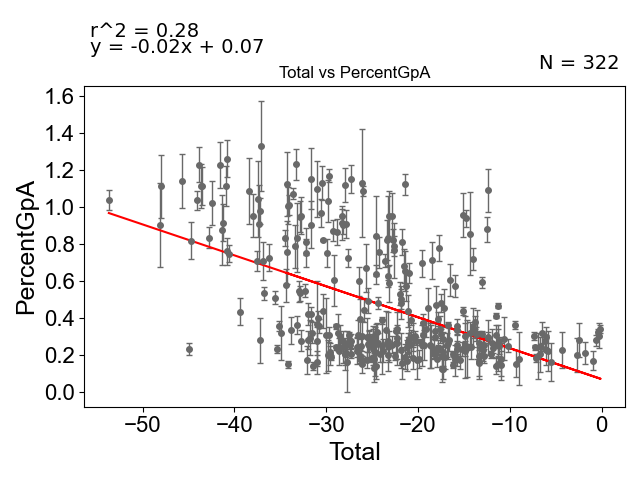 r^2 = 0.28
y = -0.02x + 0.07
N = 322
Total vs PercentGpA
1.6
1.4
1.2
1.0
0.8
0.6
0.4
0.2
0.0
PercentGpA
−50 −40 −30 −20 −10 0
Total